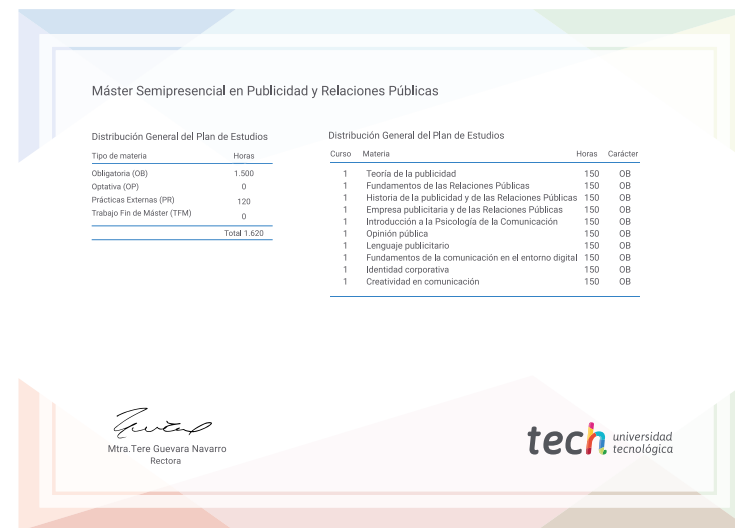 Máster Semipresencial en Publicidad y Relaciones Públicas
Distribución General del Plan de Estudios
Tipo de materia Horas
Obligatoria (OB) 1.500
Optativa (OP) 0
Prácticas Externas (PR) 120
Trabajo Fin de Máster (TFM) 0
Total 1.620
Distribución General del Plan de Estudios
Curso Materia Horas Carácter
1 Teoría de la publicidad 150 OB
1 Fundamentos de las Relaciones Públicas 150 OB
1 Historia de la publicidad y de las Relaciones Públicas 150 OB
1 Empresa publicitaria y de las Relaciones Públicas 150 OB
1 Introducción a la Psicología de la Comunicación 150 OB
1 Opinión pública 150 OB
1 Lenguaje publicitario 150 OB
1 Fundamentos de la comunicación en el entorno digital 150 OB
1 Identidad corporativa 150 OB
1 Creatividad en comunicación 150 OB
Mtra.Tere Guevara Navarro
Rectora
tech universidad
tecnológica